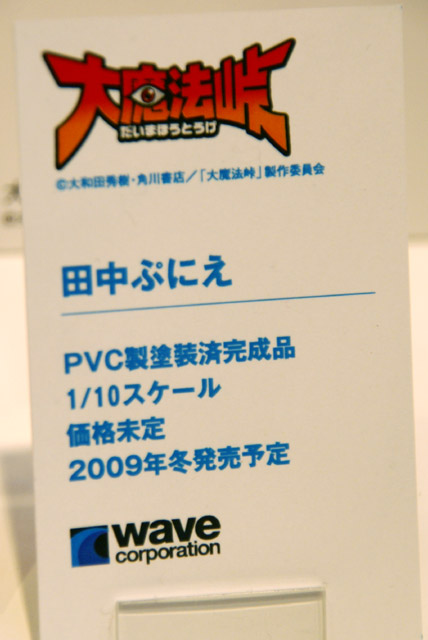 大魔法峠
だいまほうとうげ
©大和田秀樹・角川書店／「大魔法峠」製作委員会
田中ぷにえ
PVC製塗装済完成品
1/10スケール
価格未定
2009年冬発売予定
wave
corporation